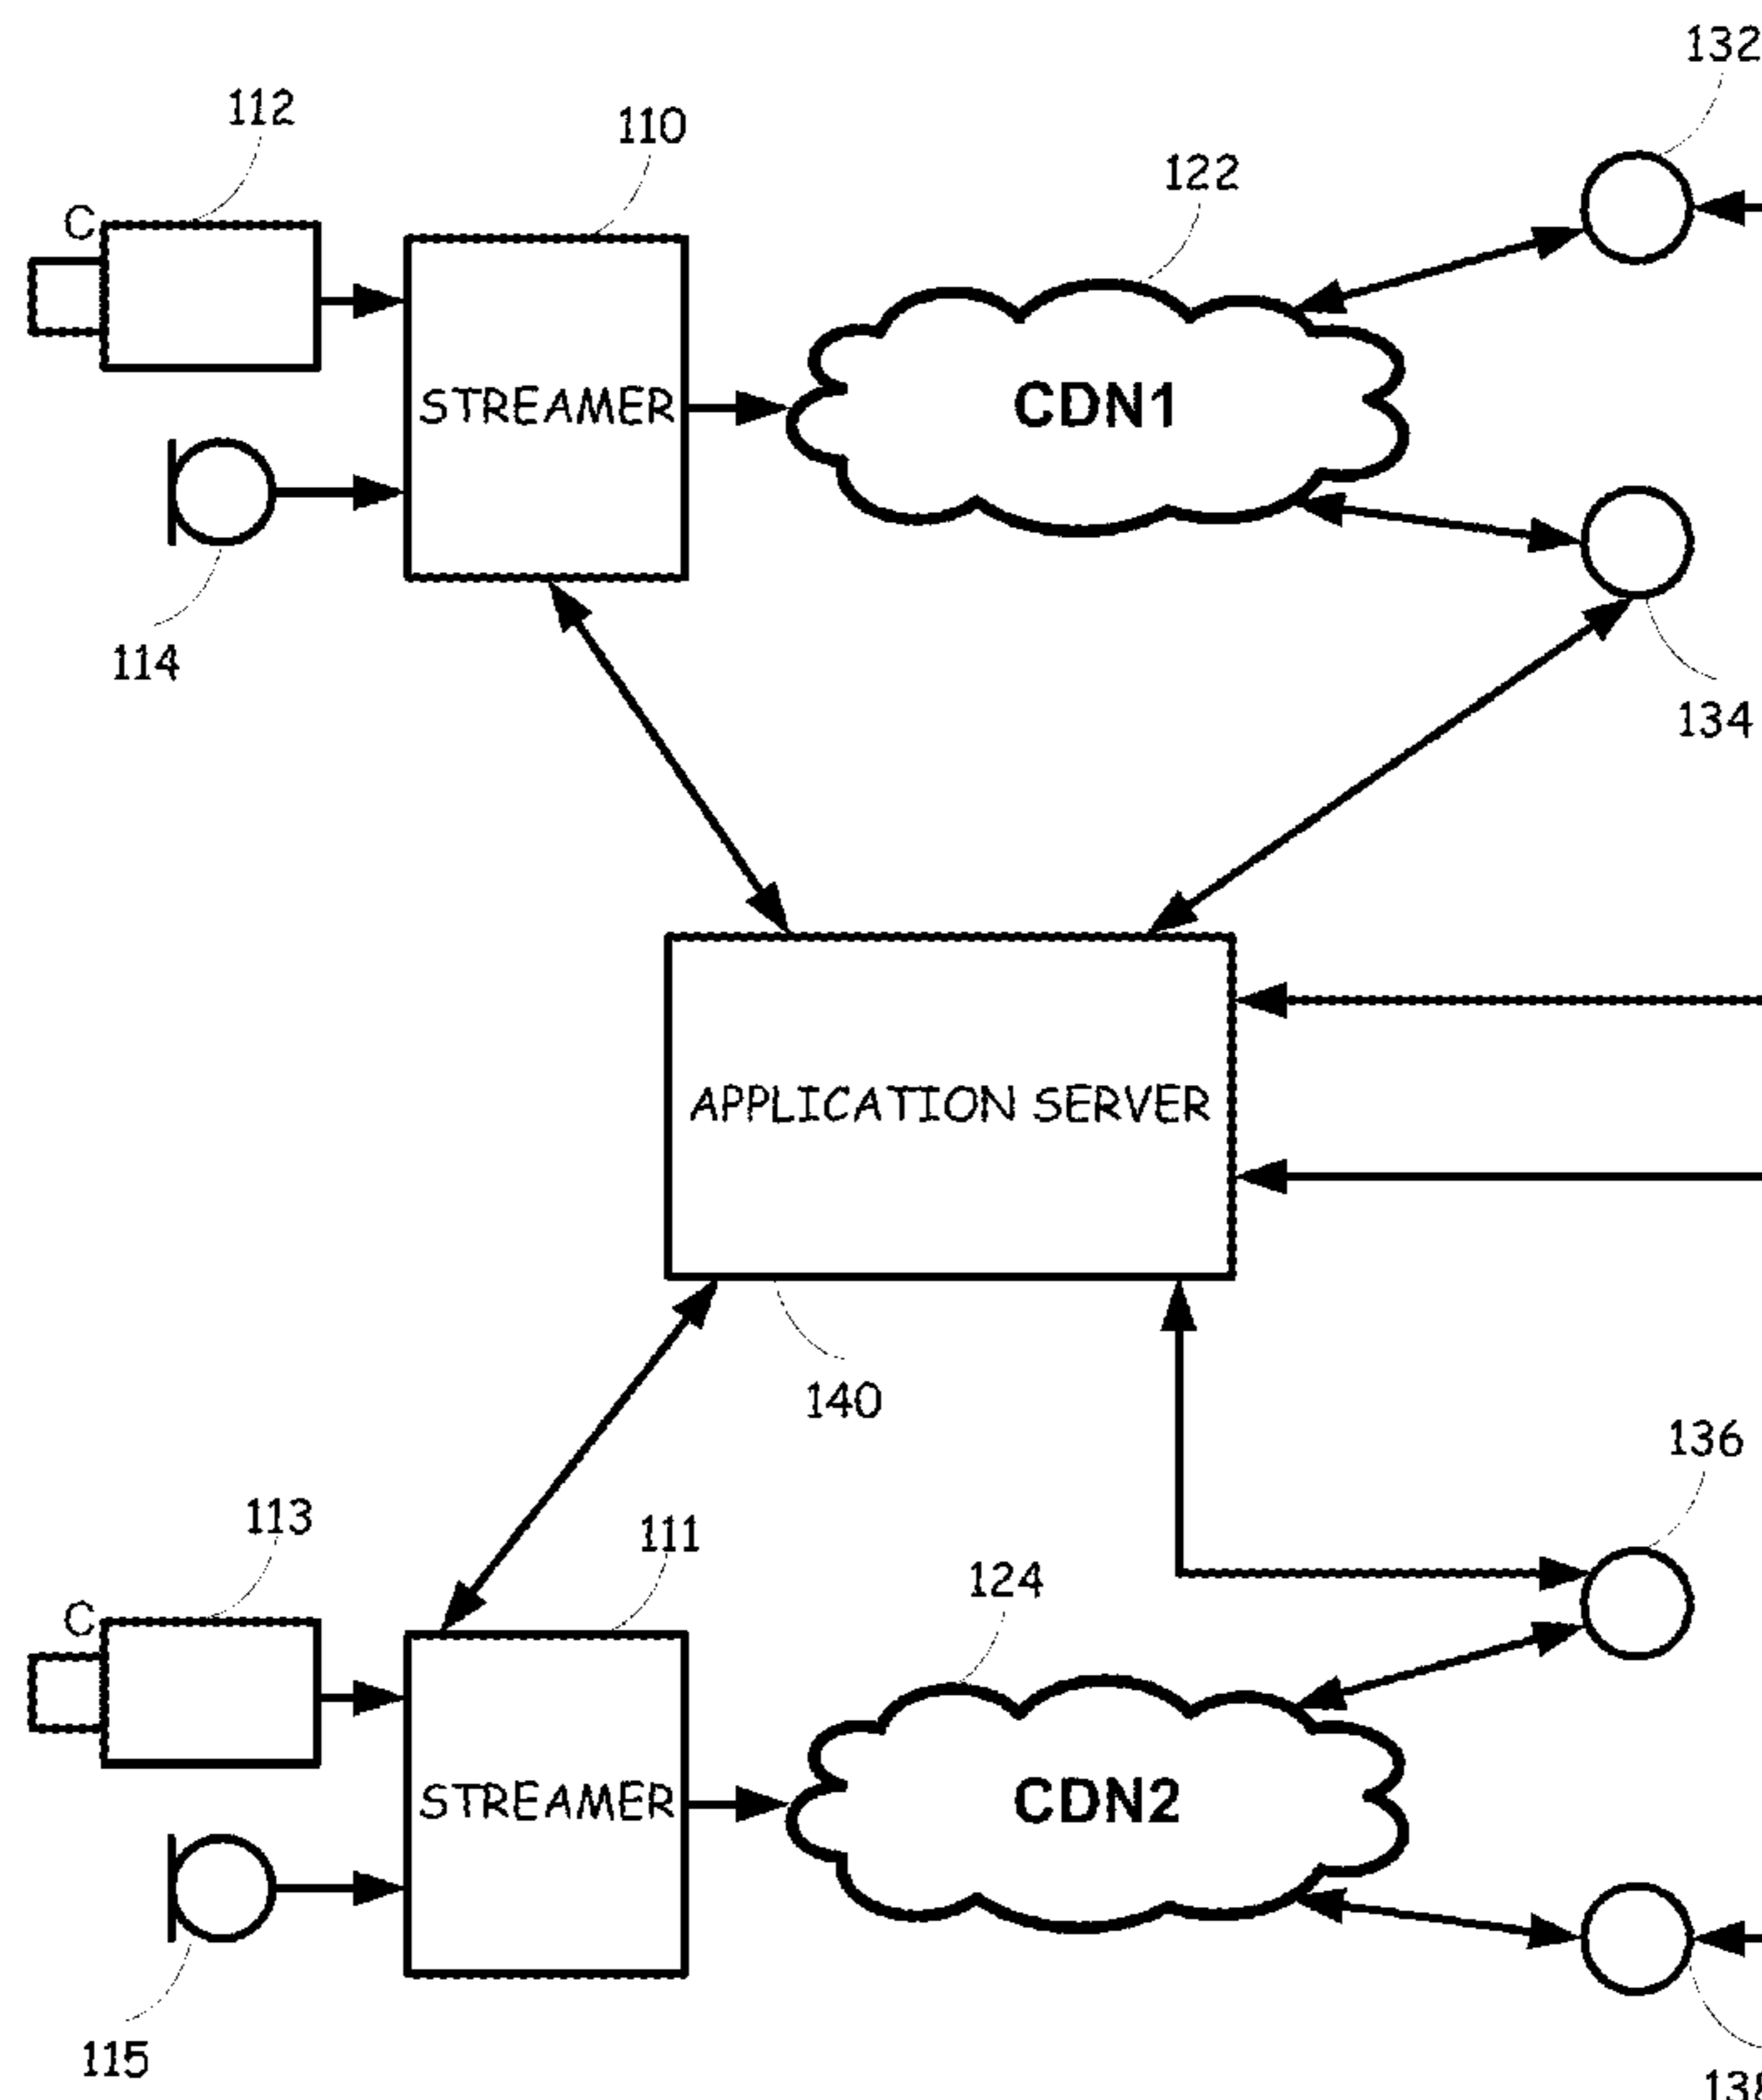 132
112
110
122
C
STREAMER
CDN1
114
134
APPLICATION SERVER
140
136
113
111
124
C
STREAMER
CDN2
115